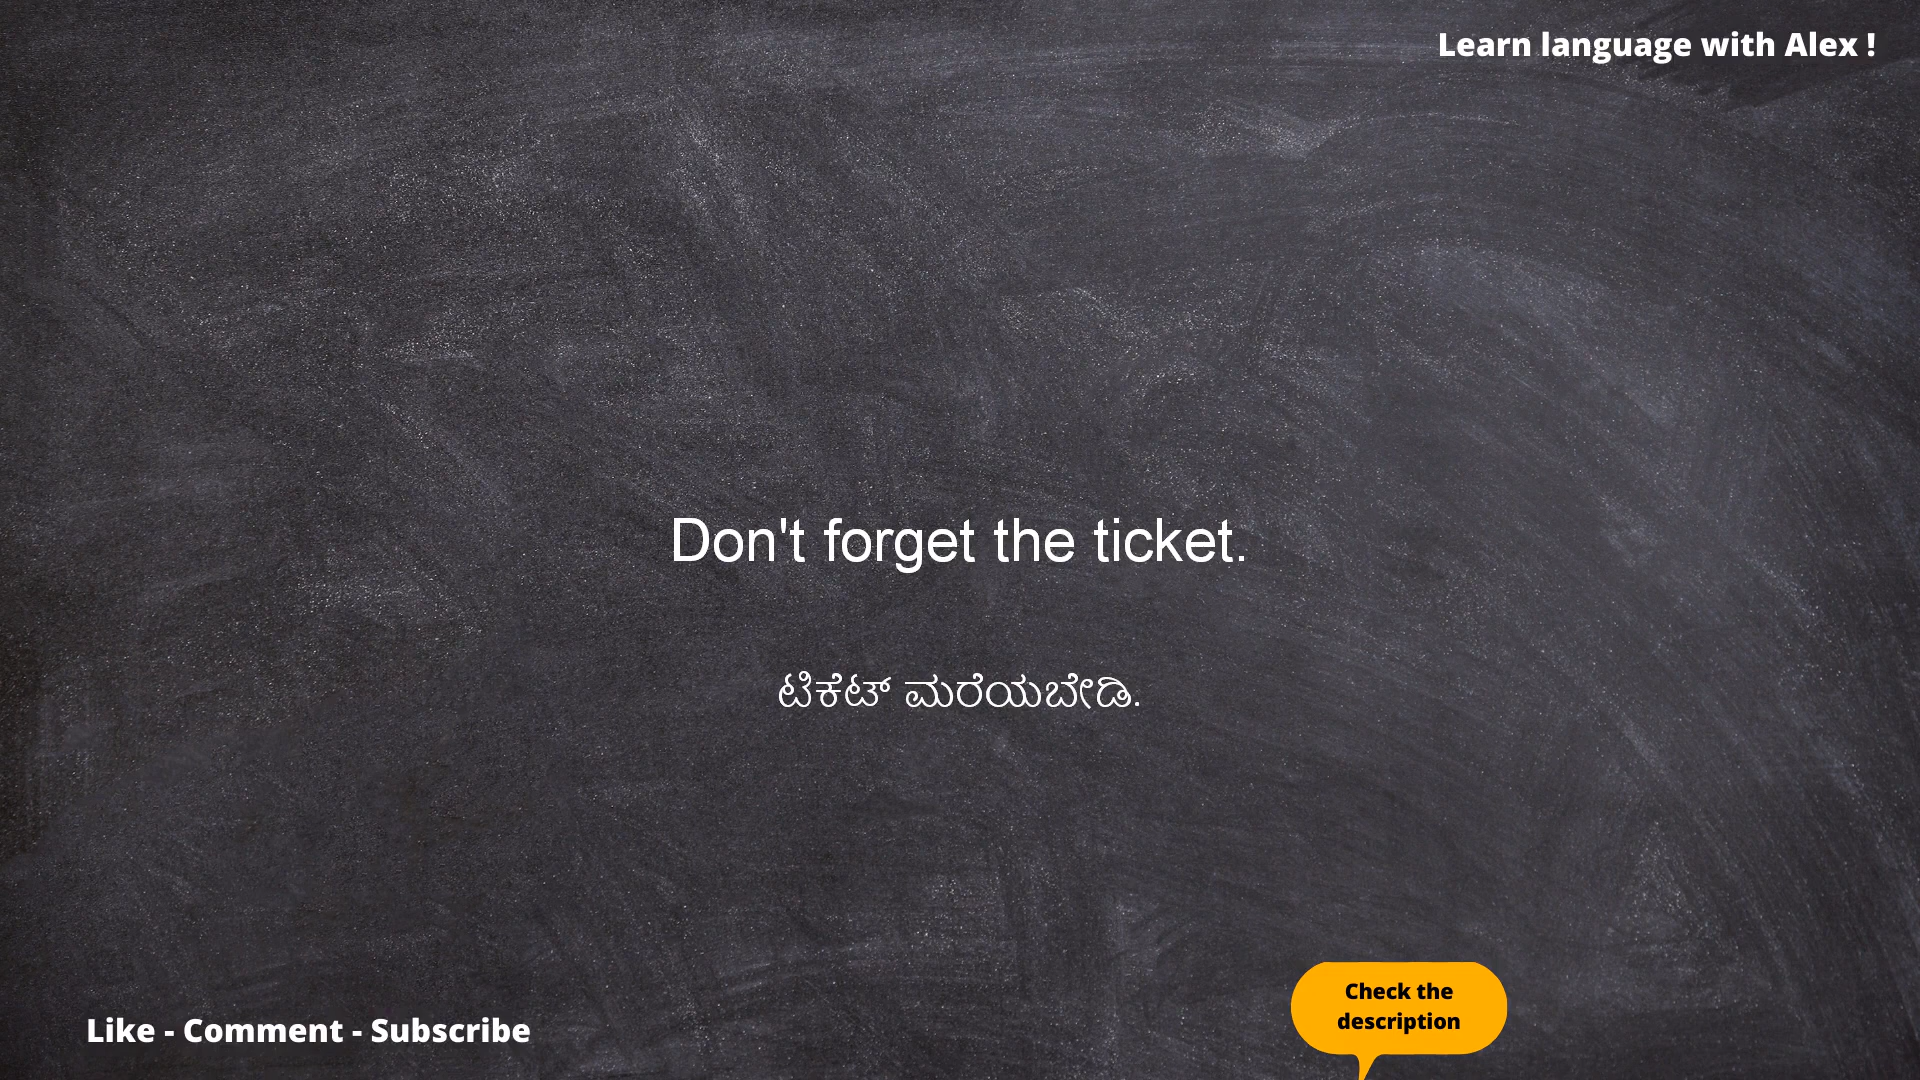 Learn language with Alex !
Don't forget the ticket.
ಟಿಕೆಟ್ ಮರೆಯಬೇಡಿ.
Check the
description
Like - Comment - Subscribe